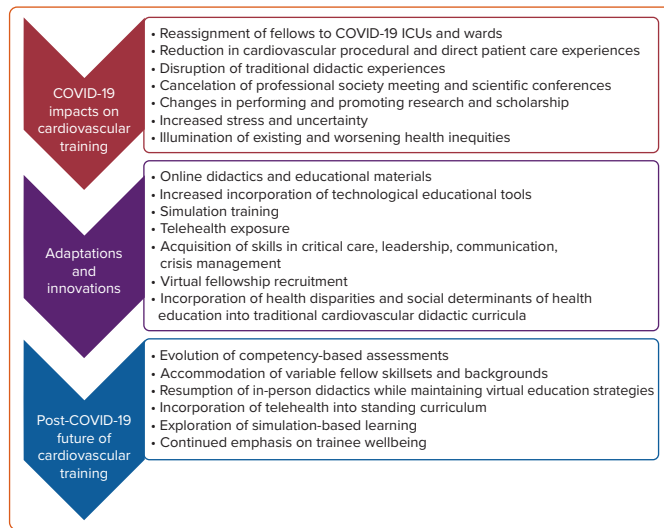 COVID-19
impacts on
cardiovascular
training
• Reassignment of fellows to COVID-19 ICUs and wards
• Reduction in cardiovascular procedural and direct patient care experiences
• Disruption of traditional didactic experiences
• Cancelation of professional society meeting and scientific conferences
• Changes in performing and promoting research and scholarship
• Increased stress and uncertainty
• Illumination of existing and worsening health inequities
Adaptations
and
innovations
• Online didactics and educational materials
• Increased incorporation of technological educational tools
• Simulation training
• Telehealth exposure
• Acquisition of skills in critical care, leadership, communication,
crisis management
• Virtual fellowship recruitment
• Incorporation of health disparities and social determinants of health
education into traditional cardiovascular didactic curricula
Post-COVID-19
future of
cardiovascular
training
• Evolution of competency-based assessments
• Accommodation of variable fellow skillsets and backgrounds
• Resumption of in-person didactics while maintaining virtual education strategies
• Incorporation of telehealth into standing curriculum
• Exploration of simulation-based learning
• Continued emphasis on trainee wellbeing